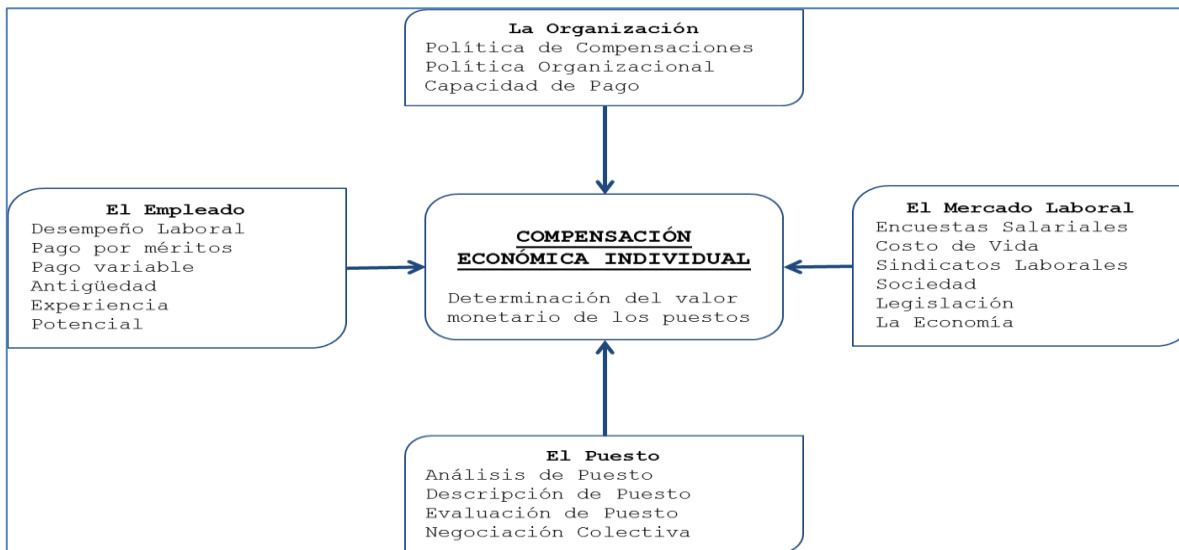 La Organización
Política de Compensaciones
Política Organizacional
Capacidad de Pago
El Empleado
Desempeño Laboral
Pago por méritos
Pago variable
Antigüedad
Experiencia
Potencial
COMPENSACIÓN
ECONÓMICA INDIVIDUAL
Determinación del valor
monetario de los puestos
El Mercado Laboral
Encuestas Salariales
Costo de Vida
Sindicatos Laborales
Sociedad
Legislación
La Economía
El Puesto
Análisis de Puesto
Descripción de Puesto
Evaluación de Puesto
Negociación Colectiva